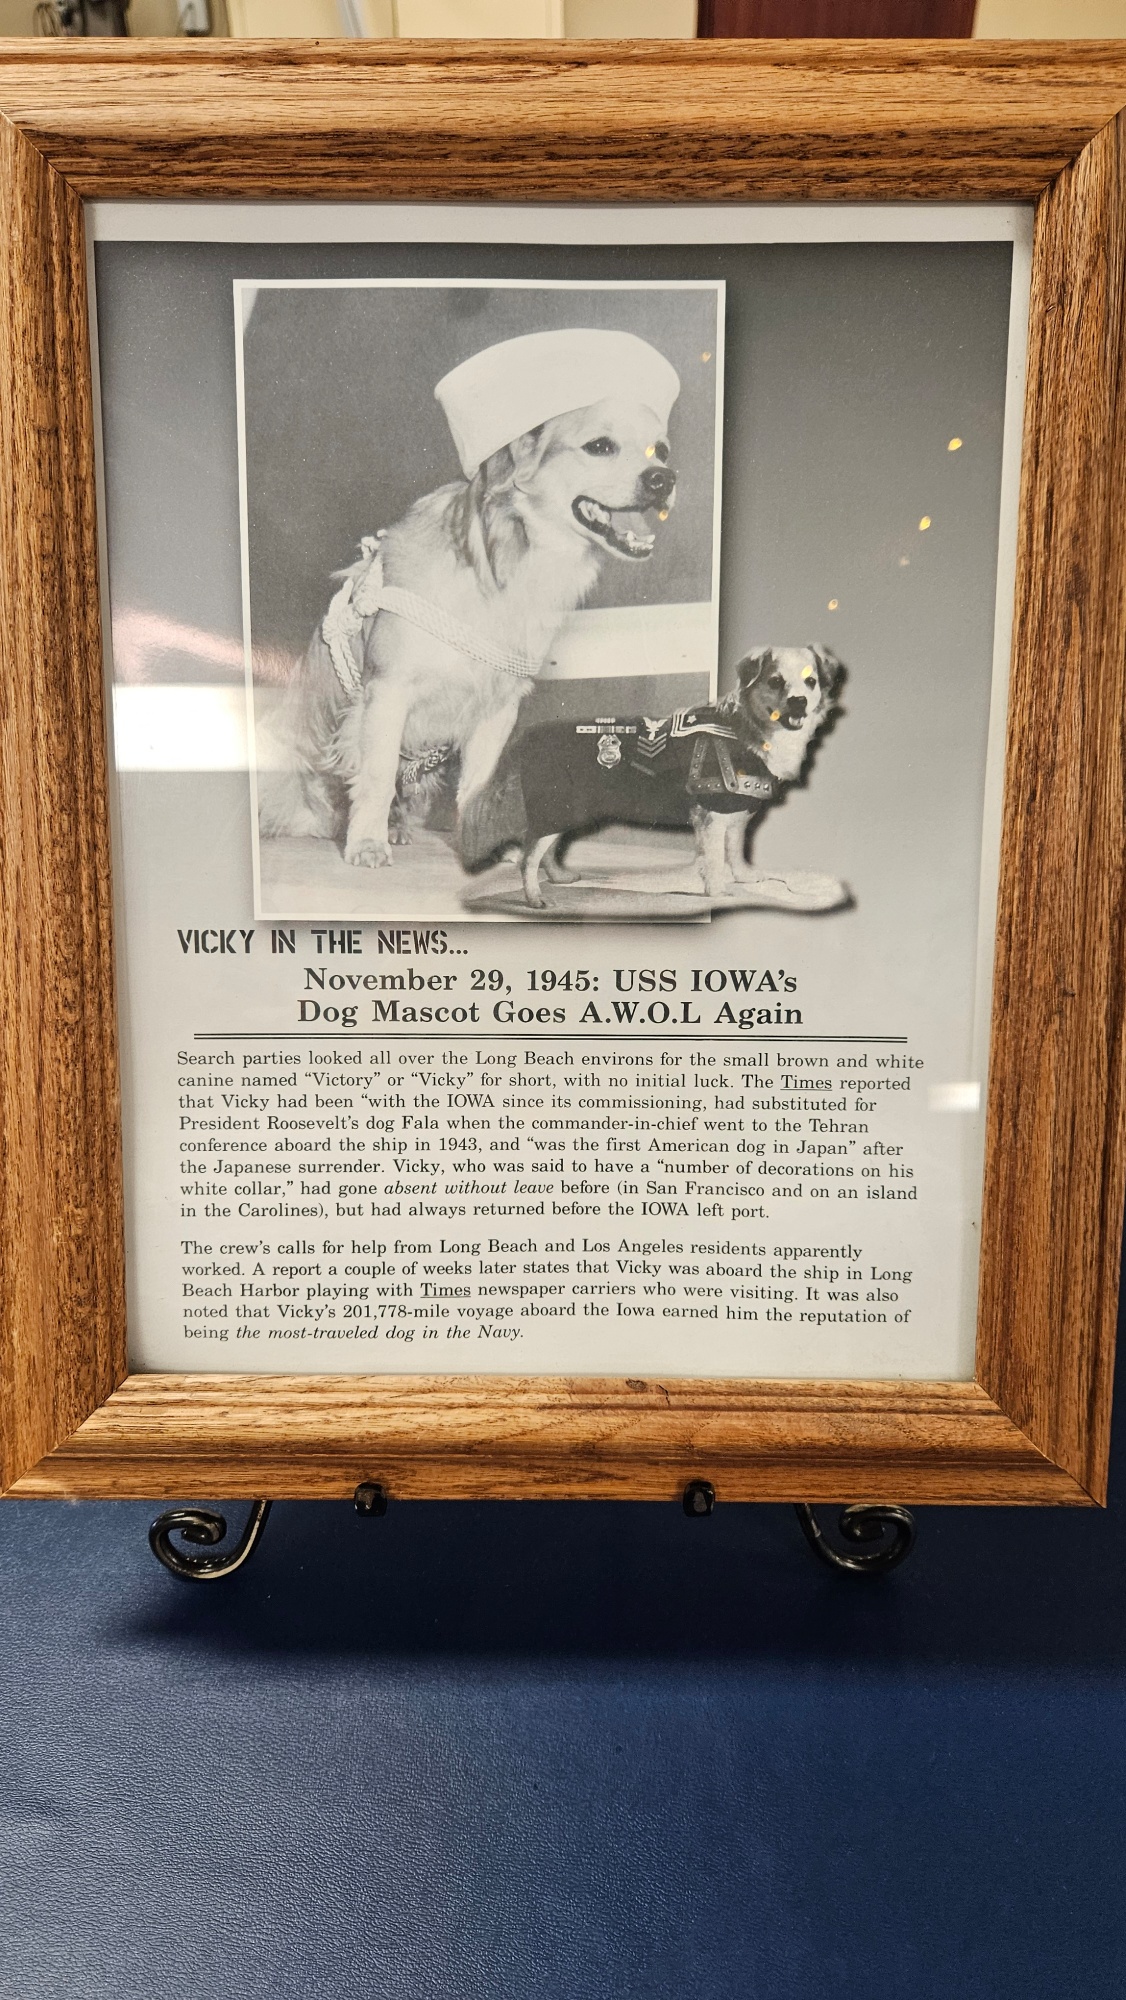 VICKY IN THE NEWS...
November 29, 1945: USS IOWA's
Dog Mascot Goes A.W.O.L Again
Search parties looked all over the Long Beach environs for the small brown and white
canine named “Victory” or “Vicky” for short, with no initial luck. The Times reported
that Vicky had been “with the IOWA since its commissioning, had substituted for
President Roosevelt’s dog Fala when the commander-in-chief went to the Tehran
conference aboard the ship in 1943, and “was the first American dog in Japan” after
the Japanese surrender. Vicky, who was said to have a “number of decorations on his
white collar,” had gone absent without leave before (in San Francisco and on an island
in the Carolines), but had always returned before the IOWA left port.
The crew’s calls for help from Long Beach and Los Angeles residents apparently
worked. A report a couple of weeks later states that Vicky was aboard the ship in Long
Beach Harbor playing with Times newspaper carriers who were visiting. It was also
noted that Vicky’s 201,778-mile voyage aboard the Iowa earned him the reputation of
being the most-traveled dog in the Navy.